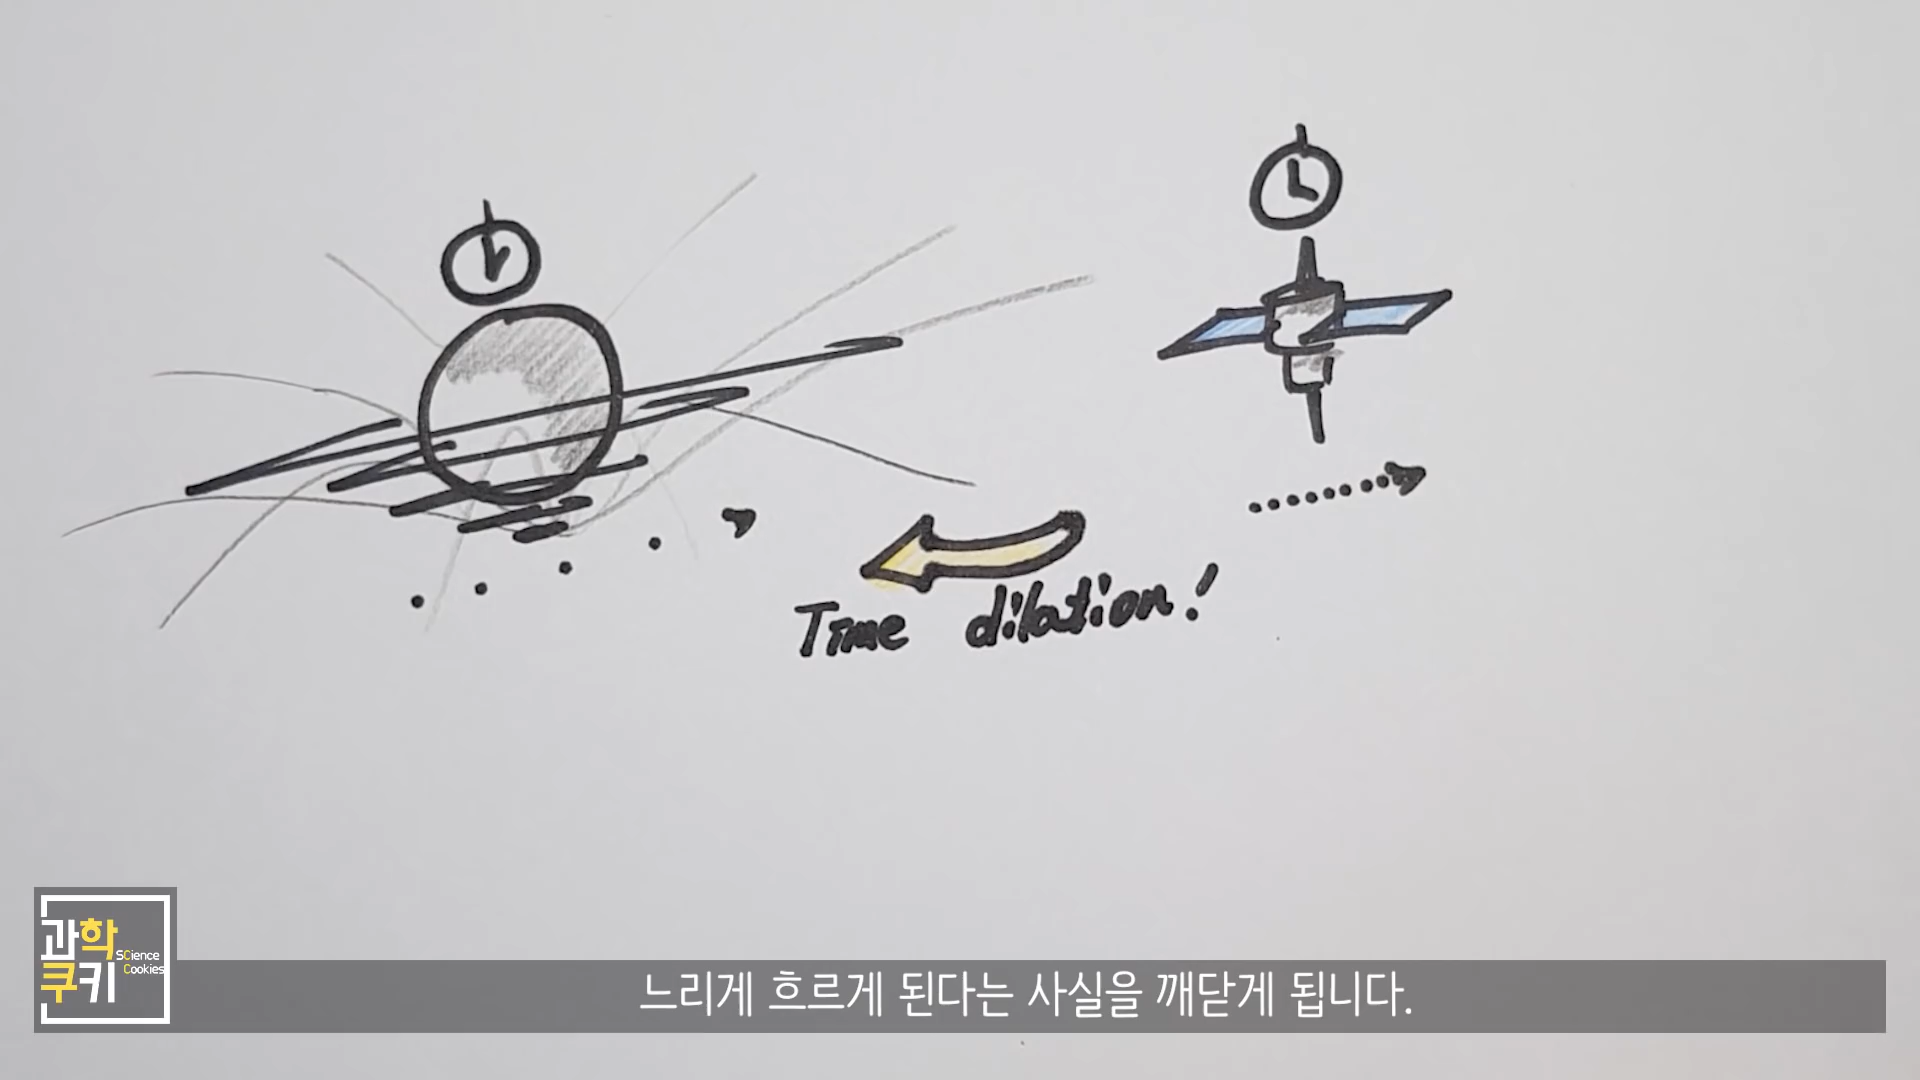 Time dilation!
과학
Science
쿠키
Cookies
느리게 흐르게 된다는 사실을 깨닫게 됩니다.